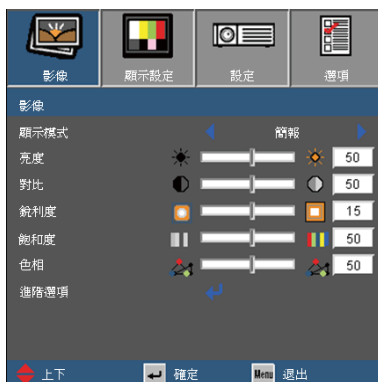 影像 顯示設定 設定 選項
影像
顯示模式 簡報
亮度 50
對比 50
銳利度 15
飽和度 50
色相 50
進階選項
上下 確定 Menu 退出